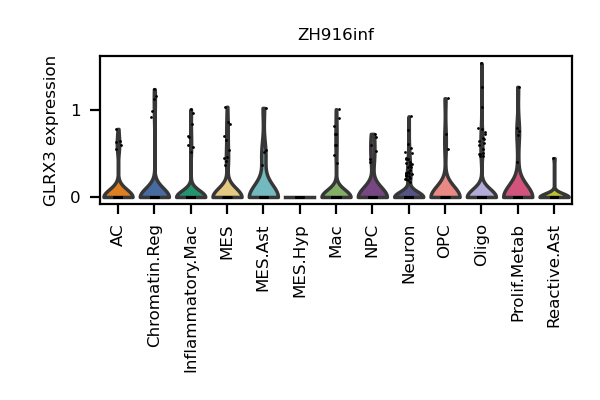 ZH916inf
GLRX3 expression
1
0
AC
Chromatin.Reg
Inflammatory.Mac
MES
MES.Ast
MES.Hyp
Mac
NPC
Neuron
OPC
Oligo
Prolif.Metab
Reactive.Ast